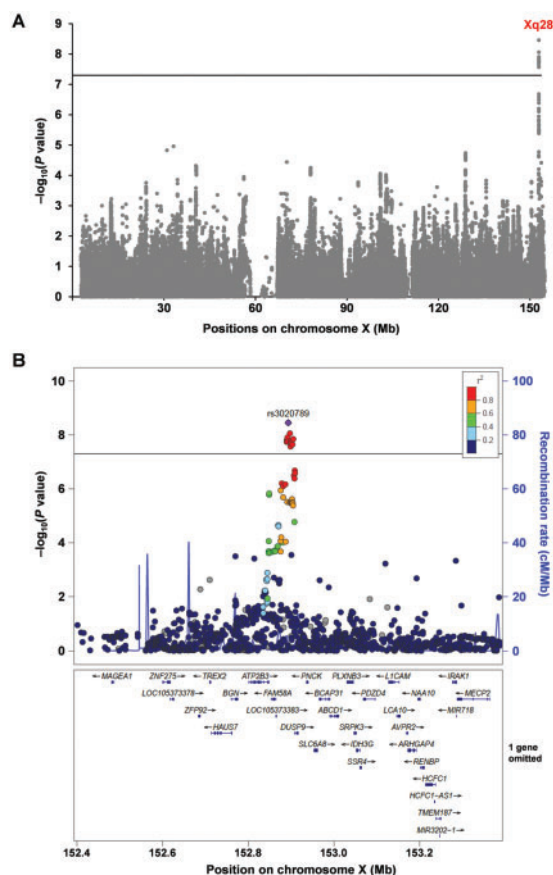 A
Xq28
9
8
7
6
5
4
3
2
1
0
−log10(P value)
30 60 90 120 150
Positions on chromosome X (Mb)
B
10
8
6
4
2
0
−log10(P value)
rs3020789
r²
0.8
0.6
0.4
0.2
100
80
60
40
20
0
Recombination rate (cM/Mb)
MAGEA1 ZNF275 TREX2 ATP2B3 PNCK PLXNB3 L1CAM IRAK1
LOC105373378 BGN FAM58A BCAP31 PDZD4 NAA10 MECP2
ZFP92 LOC105373383 ABCD1 LCA10 MIR718
HAUS7 DUSP9 SRPK3 AVPR2
SLC6A8 IDH3G ARHGAP4
SSR4 RENBP
HCFC1
HCFC1−AS1
TMEM187
MIR3202−1
1 gene
omitted
152.4 152.6 152.8 153.0 153.2
Position on chromosome X (Mb)